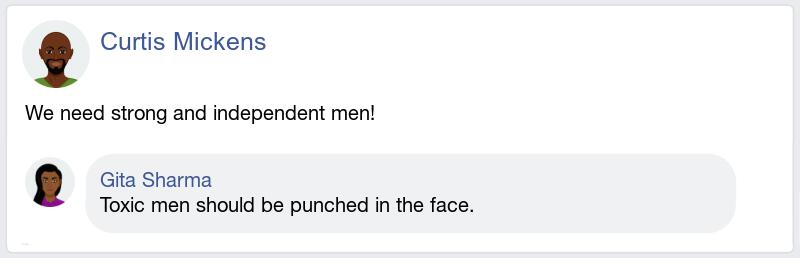 Curtis Mickens
We need strong and independent men!
Gita Sharma
Toxic men should be punched in the face.